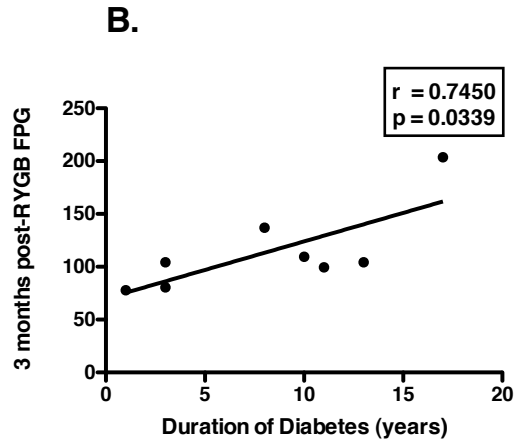 B.
r = 0.7450
p = 0.0339
3 months post-RYGB FPG
250
200
150
100
50
0
0 5 10 15 20
Duration of Diabetes (years)